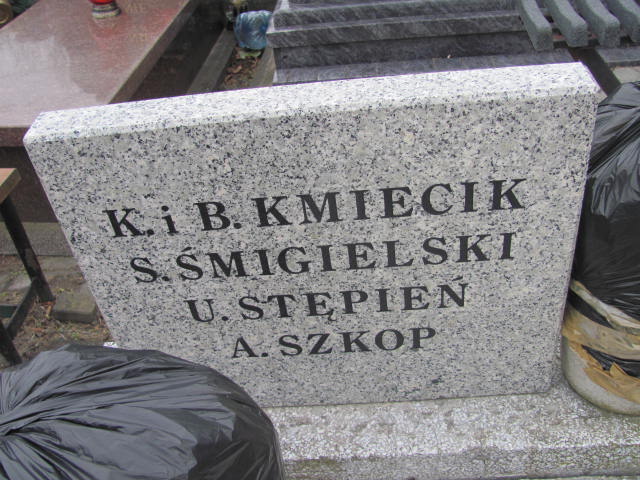 K. i B. KMIECIK
S. ŚMIGIELSKI
U. STĘPIEŃ
A. SZKOP